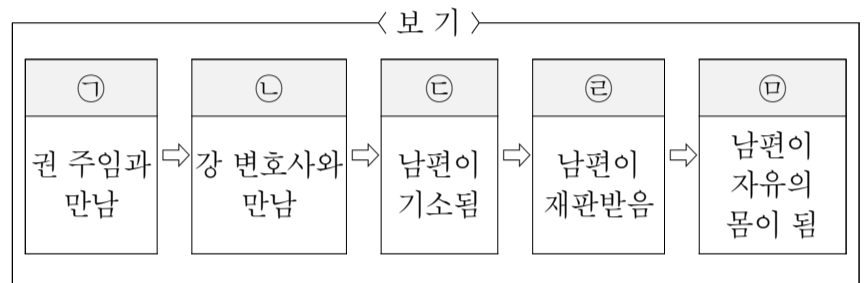 〈보 기〉
㉠ ㉡ ㉢ ㉣ ㉤
권 주임과 만남 ⇨ 강 변호사와 만남 ⇨ 남편이 기소됨 ⇨ 남편이 재판받음 ⇨ 남편이 자유의 몸이 됨